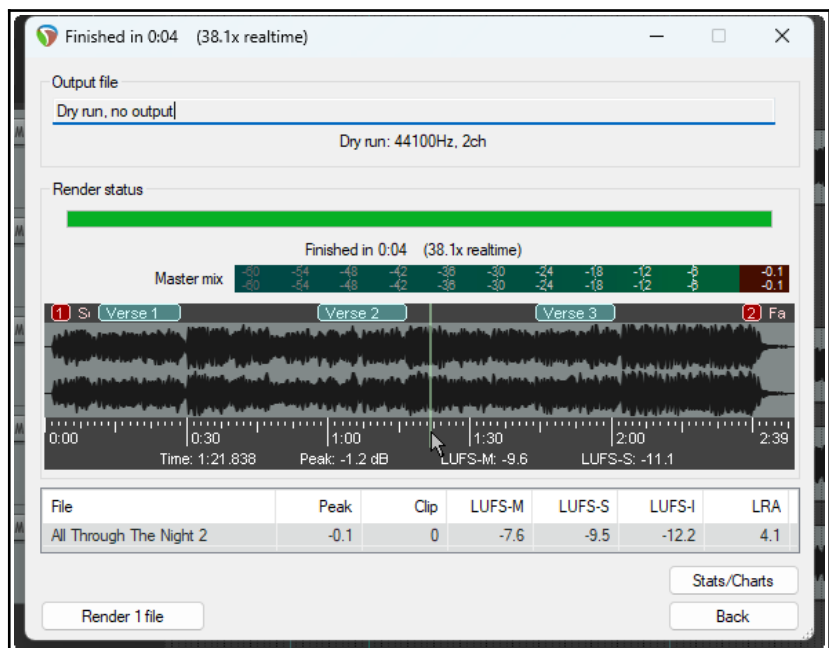 Finished in 0:04 (38.1x realtime)
Output file
Dry run, no output
Dry run: 44100Hz, 2ch
Render status
Finished in 0:04 (38.1x realtime)
Master mix -60 -54 -48 -42 -36 -30 -24 -18 -12 -6 -0.1
-60 -54 -48 -42 -36 -30 -24 -18 -12 -6 -0.1
1 Verse 1 Verse 2 Verse 3 2 Fa
0:00 0:30 1:00 1:30 2:00 2:39
Time: 1:21.838 Peak: -1.2 dB LUFS-M: -9.6 LUFS-S: -11.1
File Peak Clip LUFS-M LUFS-S LUFS-I LRA
All Through The Night 2 -0.1 0 -7.6 -9.5 -12.2 4.1
Stats/Charts
Render 1 file Back